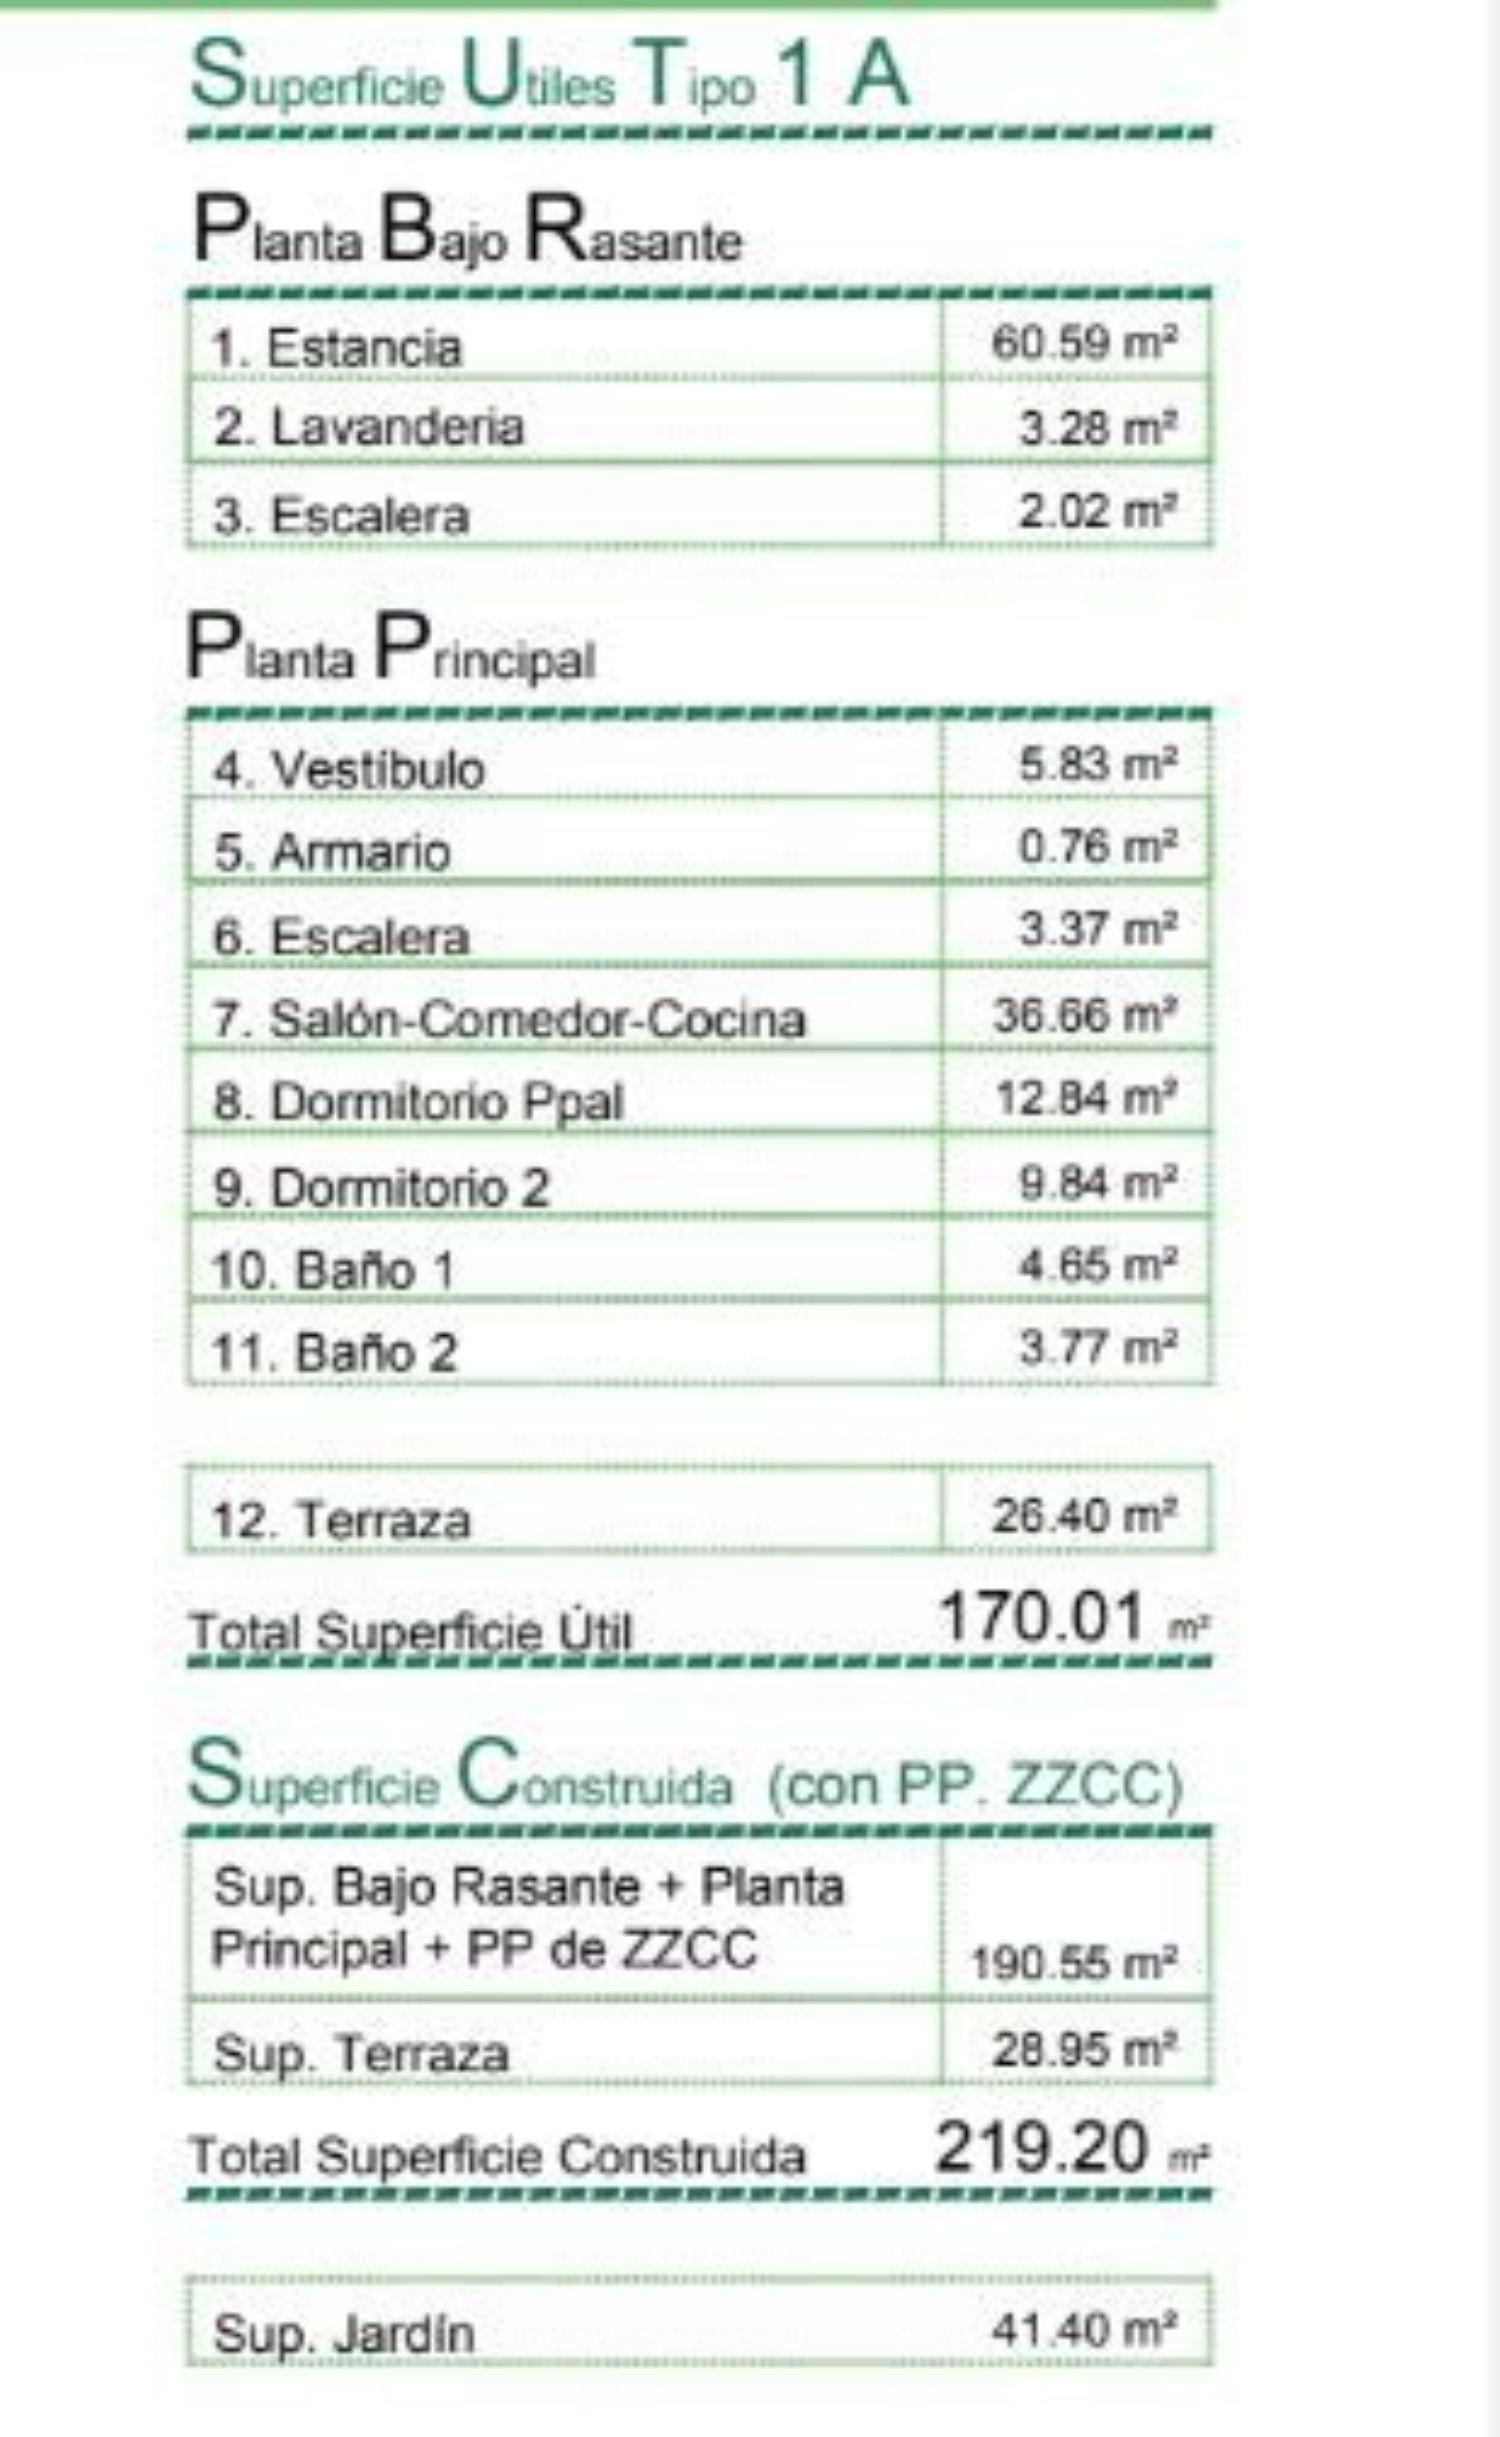 Superficie Utiles Tipo 1 A
Planta Bajo Rasante
1. Estancia 60.59 m²
2. Lavanderia 3.28 m²
3. Escalera 2.02 m²
Planta Principal
4. Vestíbulo 5.83 m²
5. Armario 0.76 m²
6. Escalera 3.37 m²
7. Salón-Comedor-Cocina 36.66 m²
8. Dormitorio Ppal 12.84 m²
9. Dormitorio 2 9.84 m²
10. Baño 1 4.65 m²
11. Baño 2 3.77 m²
12. Terraza 26.40 m²
Total Superficie Útil 170.01 m²
Superficie Construida (con PP. ZZCC)
Sup. Bajo Rasante + Planta
Principal + PP de ZZCC 190.55 m²
Sup. Terraza 28.95 m²
Total Superficie Construida 219.20 m²
Sup. Jardín 41.40 m²